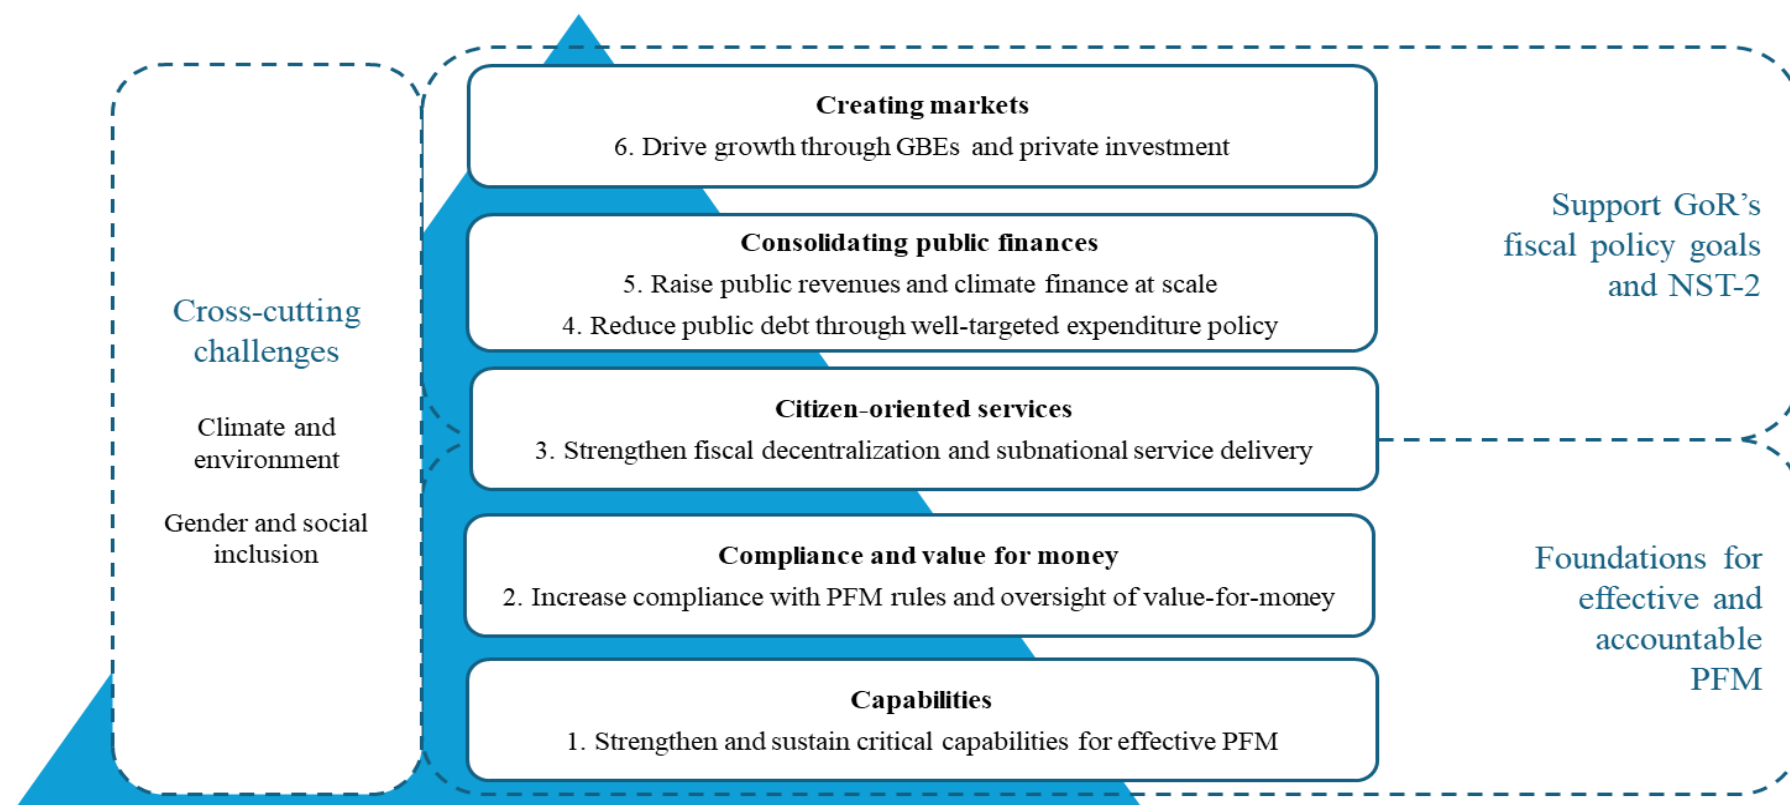 Cross-cutting
challenges
Climate and
environment
Gender and social
inclusion
Creating markets
6. Drive growth through GBEs and private investment
Consolidating public finances
5. Raise public revenues and climate finance at scale
4. Reduce public debt through well-targeted expenditure policy
Citizen-oriented services
3. Strengthen fiscal decentralization and subnational service delivery
Compliance and value for money
2. Increase compliance with PFM rules and oversight of value-for-money
Capabilities
1. Strengthen and sustain critical capabilities for effective PFM
Support GoR’s
fiscal policy goals
and NST-2
Foundations for
effective and
accountable
PFM